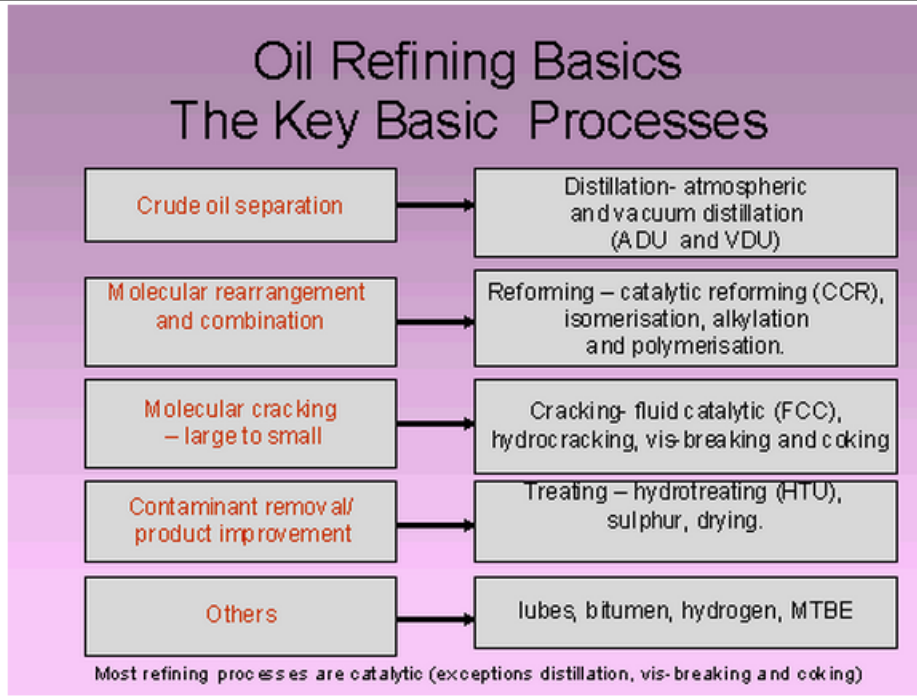 Oil Refining Basics
The Key Basic Processes
Crude oil separation
Distillation- atmospheric
and vacuum distillation
(ADU and VDU)
Molecular rearrangement
and combination
Reforming – catalytic reforming (CCR),
isomerisation, alkylation
and polymerisation.
Molecular cracking
– large to small
Cracking- fluid catalytic (FCC),
hydrocracking, vis-breaking and coking
Contaminant removal/
product improvement
Treating – hydrotreating (HTU),
sulphur, drying.
Others
lubes, bitumen, hydrogen, MTBE
Most refining processes are catalytic (exceptions distillation, vis-breaking and coking)